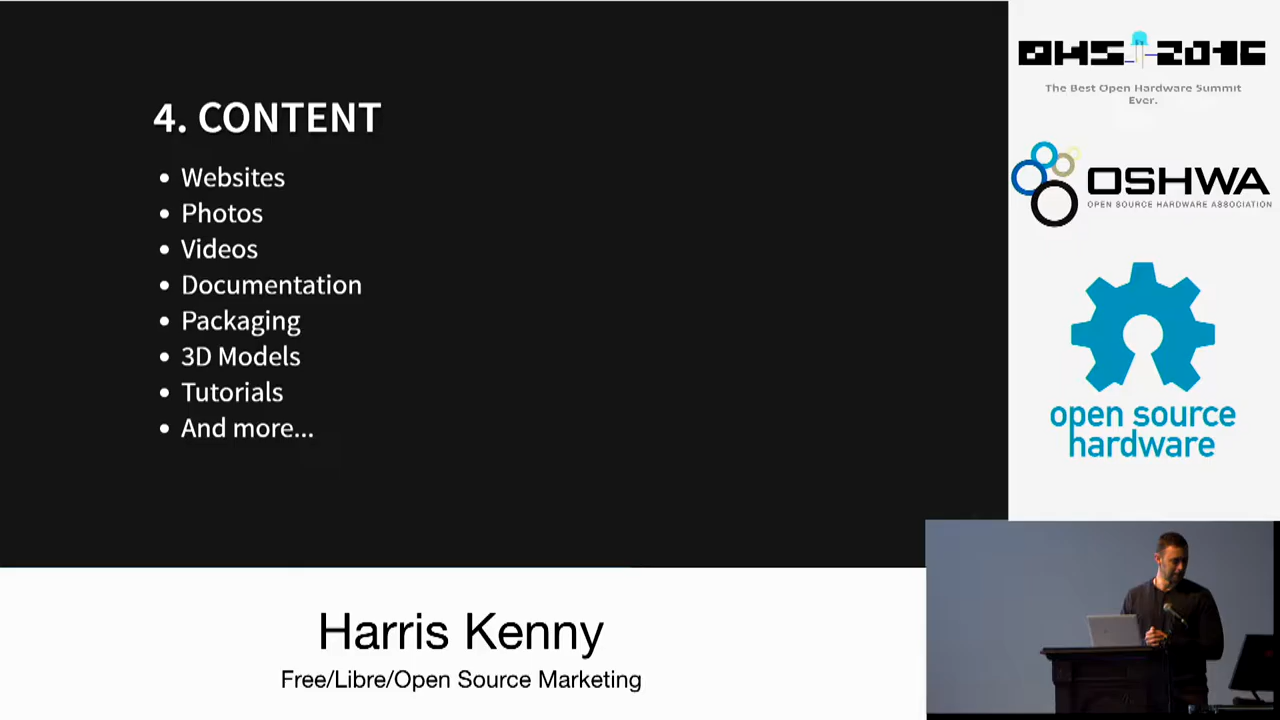 4. CONTENT
• Websites
• Photos
• Videos
• Documentation
• Packaging
• 3D Models
• Tutorials
• And more...
OHS 2016
The Best Open Hardware Summit
Ever.
OSHWA
OPEN SOURCE HARDWARE ASSOCIATION
open source
hardware
Harris Kenny
Free/Libre/Open Source Marketing